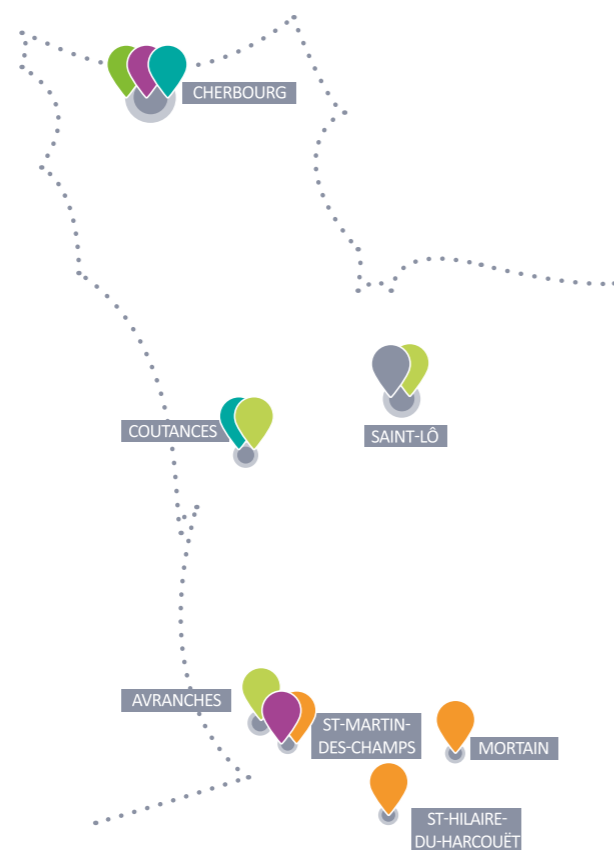 CHERBOURG
COUTANCES
SAINT-LÔ
AVRANCHES
ST-MARTIN-
DES-CHAMPS
MORTAIN
ST-HILAIRE-
DU-HARCOUËT